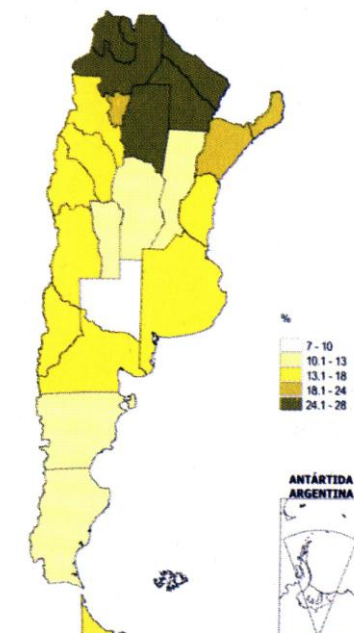 %
7 - 10
10.1 - 13
13.1 - 18
18.1 - 24
24.1 - 28
ANTÁRTIDA
ARGENTINA